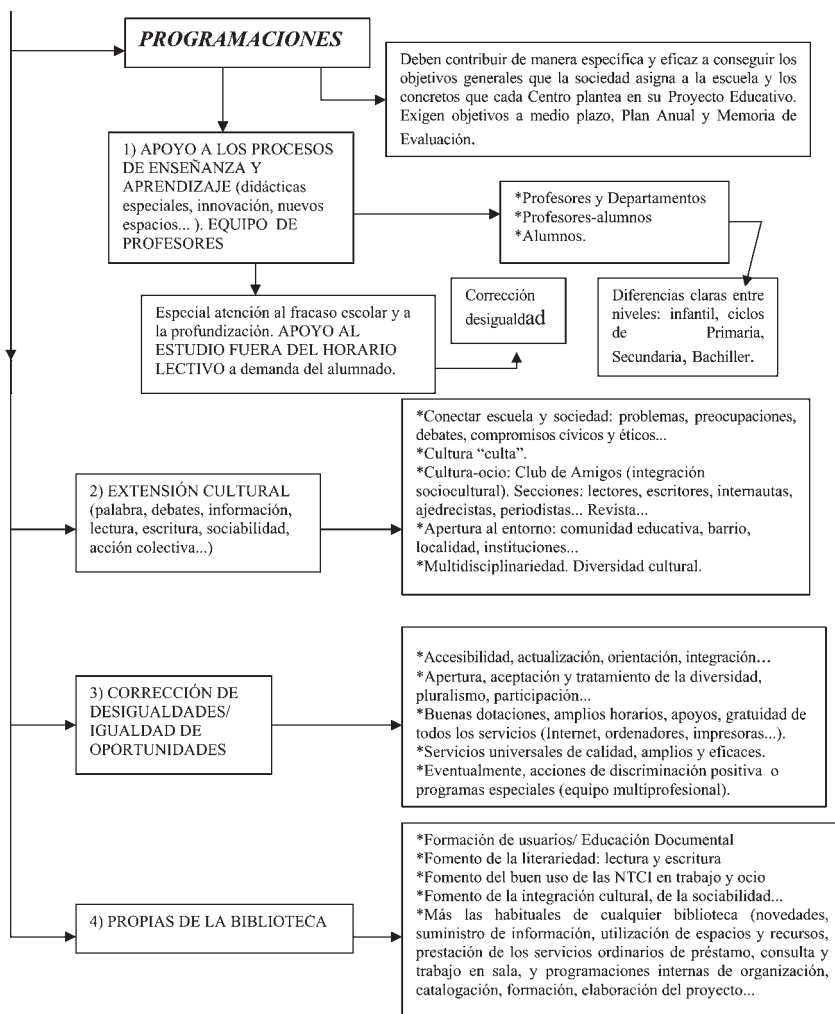 PROGRAMACIONES
Deben contribuir de manera específica y eficaz a conseguir los
objetivos generales que la sociedad asigna a la escuela y los
concretos que cada Centro plantea en su Proyecto Educativo.
Exigen objetivos a medio plazo, Plan Anual y Memoria de
Evaluación.
1) APOYO A LOS PROCESOS
DE ENSEÑANZA Y
APRENDIZAJE (didácticas
especiales, innovación, nuevos
espacios... ). EQUIPO DE
PROFESORES
*Profesores y Departamentos
*Profesores-alumnos
*Alumnos.
Especial atención al fracaso escolar y a
la profundización. APOYO AL
ESTUDIO FUERA DEL HORARIO
LECTIVO a demanda del alumnado.
Corrección
desigualdad
Diferencias claras entre
niveles: infantil, ciclos
de Primaria,
Secundaria, Bachiller.
2) EXTENSIÓN CULTURAL
(palabra, debates, información,
lectura, escritura, sociabilidad,
acción colectiva...)
*Conectar escuela y sociedad: problemas, preocupaciones,
debates, compromisos cívicos y éticos...
*Cultura “culta”.
*Cultura-ocio: Club de Amigos (integración
sociocultural). Secciones: lectores, escritores, internautas,
ajedrecistas, periodistas... Revista...
*Apertura al entorno: comunidad educativa, barrio,
localidad, instituciones...
*Multidisciplinariedad. Diversidad cultural.
3) CORRECCIÓN DE
DESIGUALDADES/
IGUALDAD DE
OPORTUNIDADES
*Accesibilidad, actualización, orientación, integración...
*Apertura, aceptación y tratamiento de la diversidad,
pluralismo, participación...
*Buenas dotaciones, amplios horarios, apoyos, gratuidad de
todos los servicios (Internet, ordenadores, impresoras...).
*Servicios universales de calidad, amplios y eficaces.
*Eventualmente, acciones de discriminación positiva o
programas especiales (equipo multiprofesional).
4) PROPIAS DE LA BIBLIOTECA
*Formación de usuarios/ Educación Documental
*Fomento de la literariedad: lectura y escritura
*Fomento del buen uso de las NTCI en trabajo y ocio
*Fomento de la integración cultural, de la sociabilidad...
*Más las habituales de cualquier biblioteca (novedades,
suministro de información, utilización de espacios y recursos,
prestación de los servicios ordinarios de préstamo, consulta y
trabajo en sala, y programaciones internas de organización,
catalogación, formación, elaboración del proyecto...